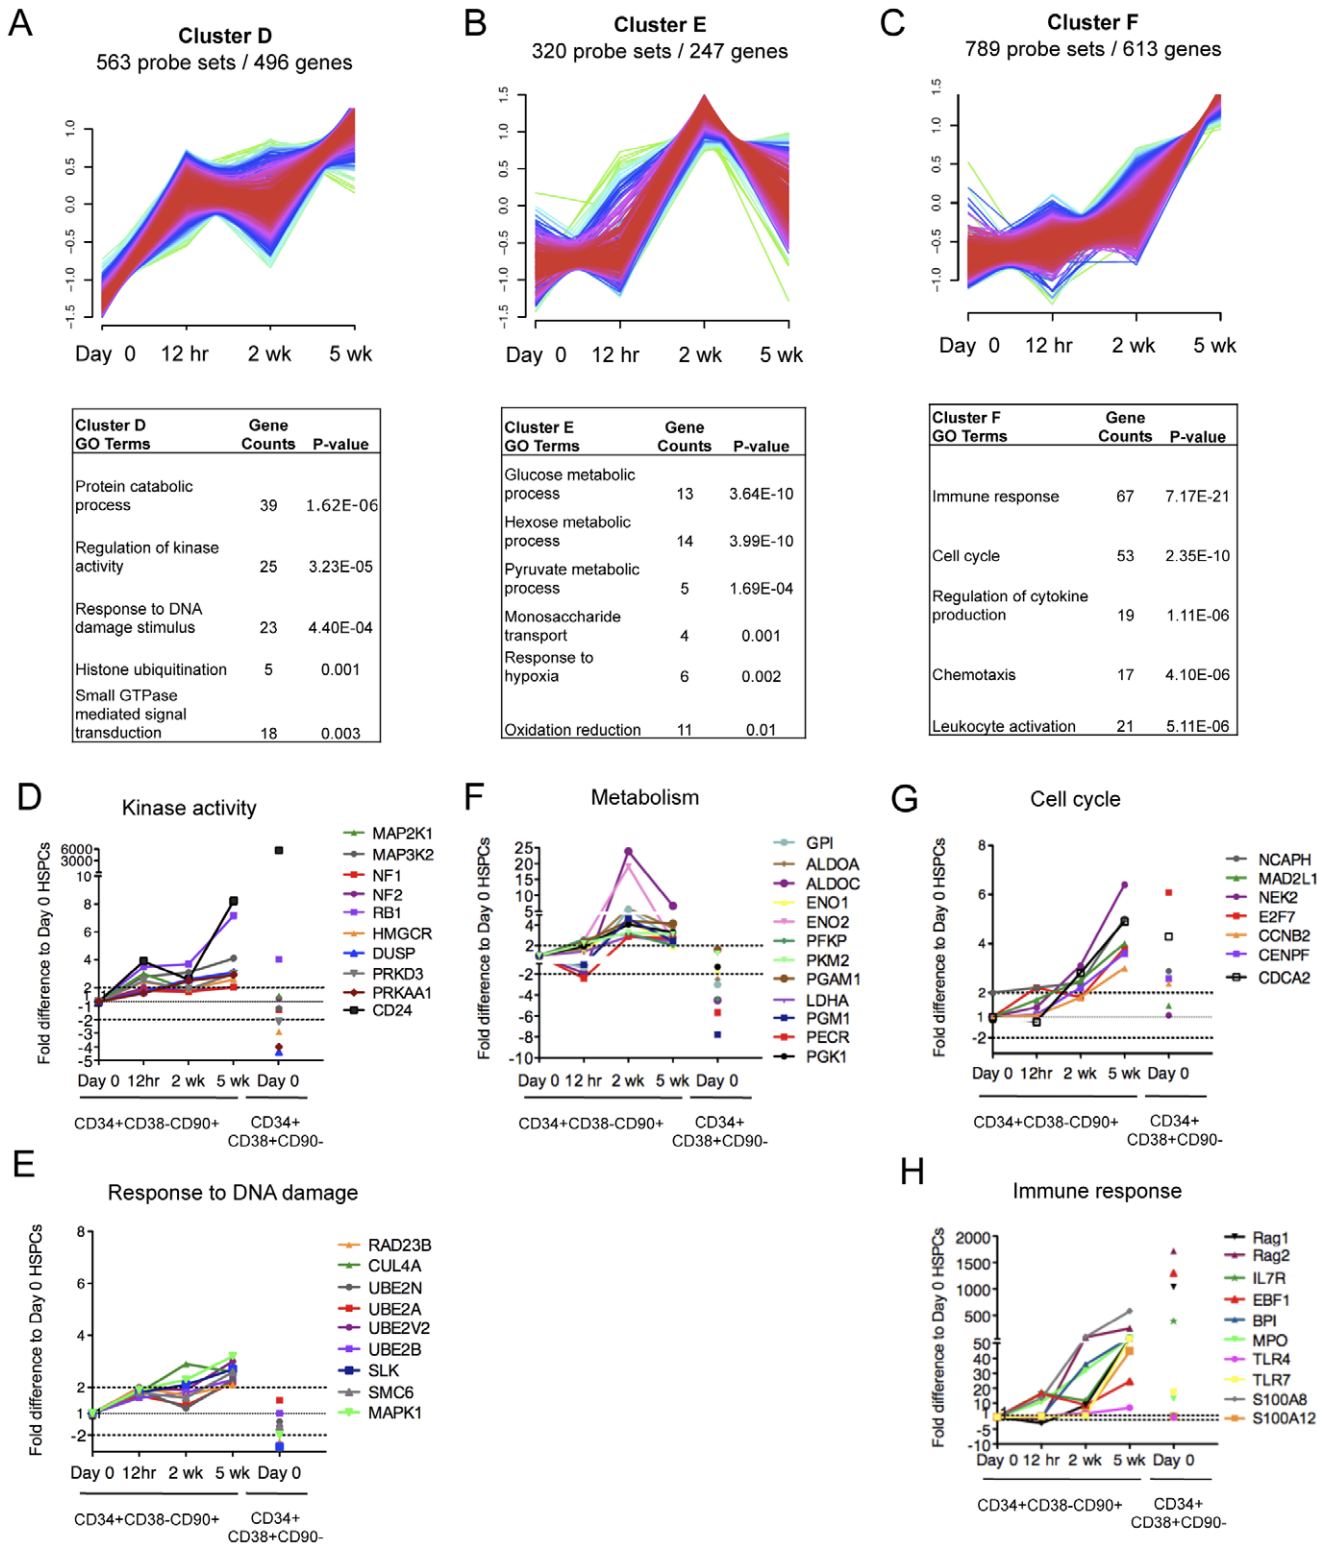 A
Cluster D
563 probe sets / 496 genes
1.0
0.5
0.0
−0.5
−1.0
−1.5
Day 0 12 hr 2 wk 5 wk
B
Cluster E
320 probe sets / 247 genes
1.5
1.0
0.5
0.0
−0.5
−1.0
−1.5
Day 0 12 hr 2 wk 5 wk
C
Cluster F
789 probe sets / 613 genes
1.5
1.0
0.5
0.0
−0.5
−1.0
Day 0 12 hr 2 wk 5 wk
Cluster D Gene
GO Terms Counts P-value
Protein catabolic
process 39 1.62E-06
Regulation of kinase
activity 25 3.23E-05
Response to DNA
damage stimulus 23 4.40E-04
Histone ubiquitination 5 0.001
Small GTPase
mediated signal
transduction 18 0.003
Cluster E Gene
GO Terms Counts P-value
Glucose metabolic
process 13 3.64E-10
Hexose metabolic
process 14 3.99E-10
Pyruvate metabolic
process 5 1.69E-04
Monosaccharide
transport 4 0.001
Response to
hypoxia 6 0.002
Oxidation reduction 11 0.01
Cluster F Gene
GO Terms Counts P-value
Immune response 67 7.17E-21
Cell cycle 53 2.35E-10
Regulation of cytokine
production 19 1.11E-06
Chemotaxis 17 4.10E-06
Leukocyte activation 21 5.11E-06
D
Kinase activity
Fold difference to Day 0 HSPCs
6000
3000
10
8
6
4
2
1
-2
-3
-4
-5
Day 0 12hr 2 wk 5 wk Day 0
CD34+CD38-CD90+ CD34+
CD38+CD90-
MAP2K1
MAP3K2
NF1
NF2
RB1
HMGCR
DUSP
PRKD3
PRKAA1
CD24
F
Metabolism
Fold difference to Day 0 HSPCs
25
20
15
10
5
4
2
-2
-4
-6
-8
-10
Day 0 12 hr 2 wk 5 wk Day 0
CD34+CD38-CD90+ CD34+
CD38+CD90-
GPI
ALDOA
ALDOC
ENO1
ENO2
PFKP
PKM2
PGAM1
LDHA
PGM1
PECR
PGK1
G
Cell cycle
Fold difference to Day 0 HSPCs
8
6
4
2
1
-2
Day 0 12hr 2 wk 5 wk Day 0
CD34+CD38-CD90+ CD34+
CD38+CD90-
NCAPH
MAD2L1
NEK2
E2F7
CCNB2
CENPF
CDCA2
E
Response to DNA damage
Fold difference to Day 0 HSPCs
8
6
4
2
1
-2
Day 0 12hr 2 wk 5 wk Day 0
CD34+CD38-CD90+ CD34+
CD38+CD90-
RAD23B
CUL4A
UBE2N
UBE2A
UBE2V2
UBE2B
SLK
SMC6
MAPK1
H
Immune response
Fold difference to Day 0 HSPCs
2000
1500
1000
500
50
40
30
20
10
1
-5
-10
Day 0 12 hr 2 wk 5 wk Day 0
CD34+CD38-CD90+ CD34+
CD38+CD90-
Rag1
Rag2
IL7R
EBF1
BPI
MPO
TLR4
TLR7
S100A8
S100A12